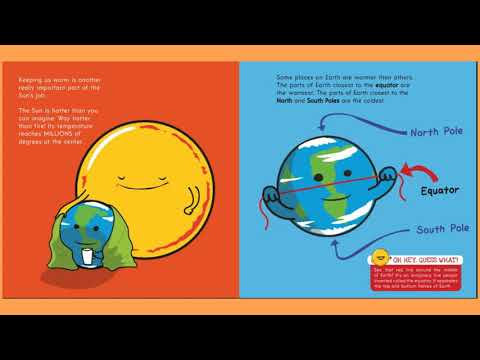 Keeping us warm is another
really important part of the
Sun's job.
The Sun is hotter than you
can imagine. Way hotter
than fire! Its temperature
reaches MILLIONS of
degrees at the center.
Some places on Earth are warmer than others.
The parts of Earth closest to the equator are
the warmest. The parts of Earth closest to the
North and South Poles are the coldest.
North Pole
Equator
South Pole
OH HEY, GUESS WHAT?
See that red line around the middle
of Earth? It's an imaginary line people
invented called the equator. It separates
the top and bottom halves of Earth.